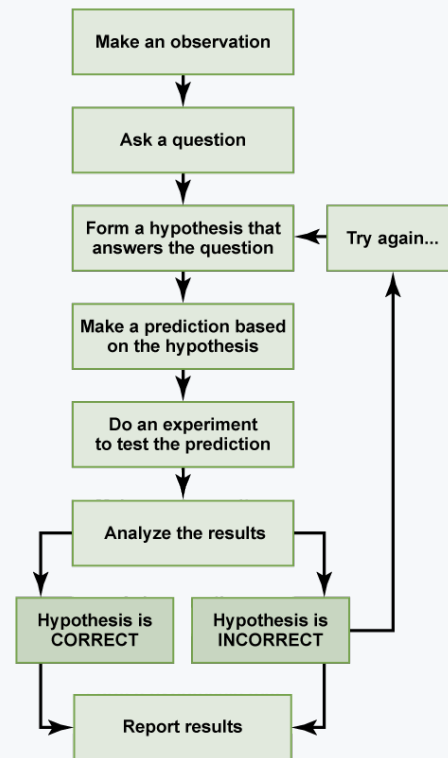 Make an observation
Ask a question
Form a hypothesis that
answers the question
Try again...
Make a prediction based
on the hypothesis
Do an experiment
to test the prediction
Analyze the results
Hypothesis is
CORRECT
Hypothesis is
INCORRECT
Report results